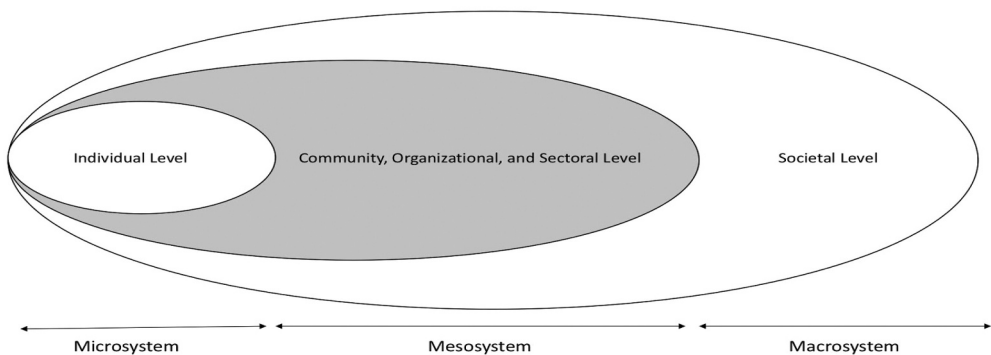 Individual Level
Community, Organizational, and Sectoral Level
Societal Level
Microsystem
Mesosystem
Macrosystem